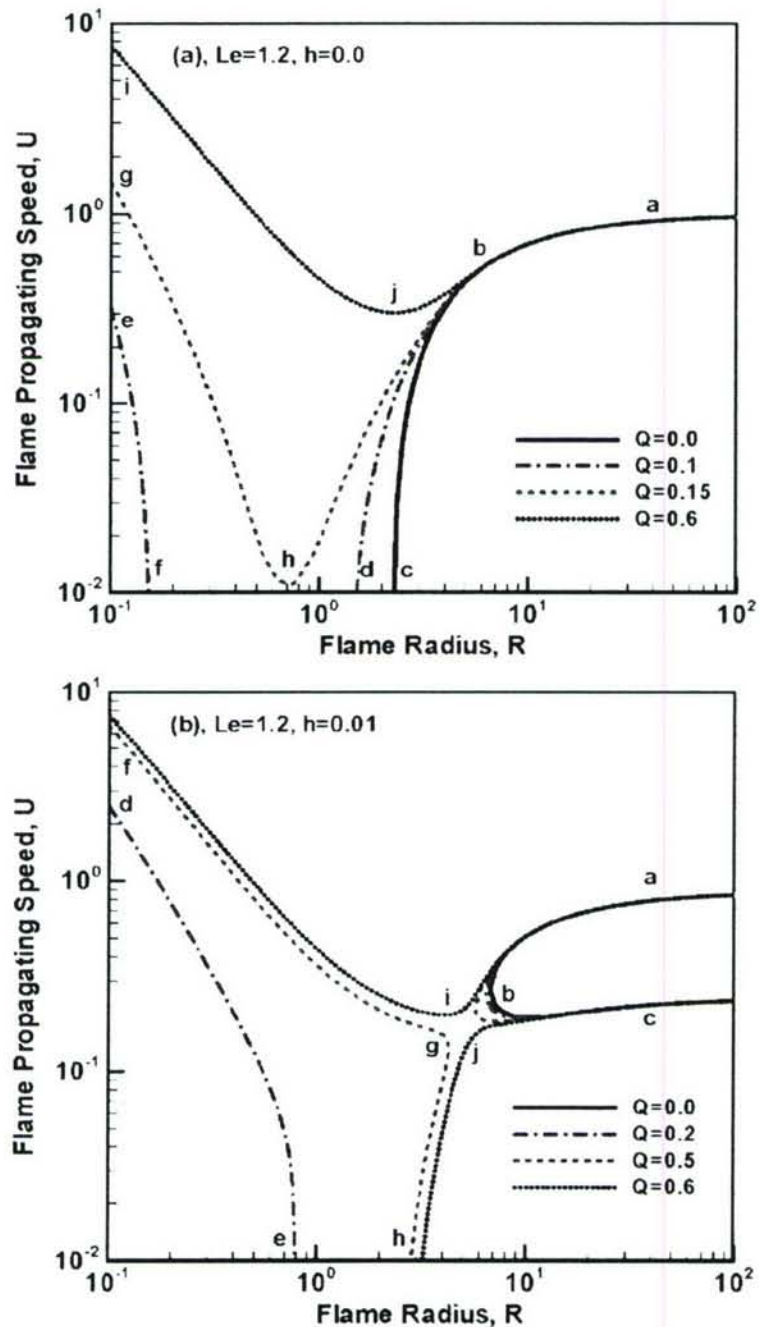 (a), Le=1.2, h=0.0
Flame Propagating Speed, U
10^1
10^0
10^-1
10^-2
i
g
e
f
h
j
d
c
b
a
Q=0.0
Q=0.1
Q=0.15
Q=0.6
10^-1
10^0
10^1
10^2
Flame Radius, R
(b), Le=1.2, h=0.01
Flame Propagating Speed, U
10^1
10^0
10^-1
10^-2
f
d
e
g
h
i
j
b
a
c
Q=0.0
Q=0.2
Q=0.5
Q=0.6
10^-1
10^0
10^1
10^2
Flame Radius, R